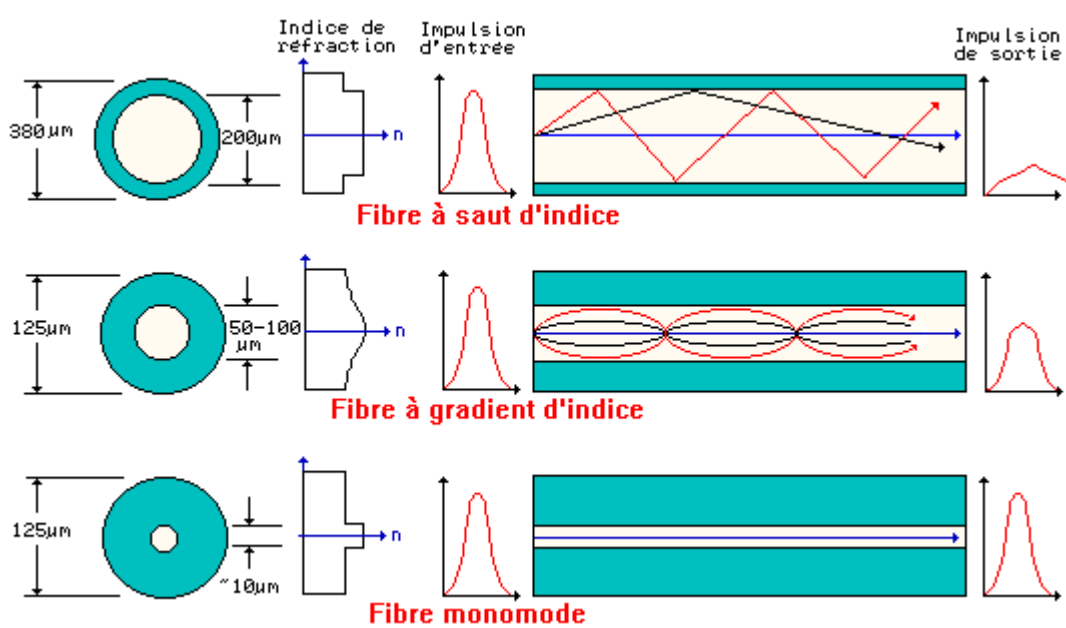 Indice de
réfraction
Impulsion
d'entrée
Impulsion
de sortie
380µm
200µm
n
Fibre à saut d'indice
125µm
50-100
µm
n
Fibre à gradient d'indice
125µm
~10µm
n
Fibre monomode